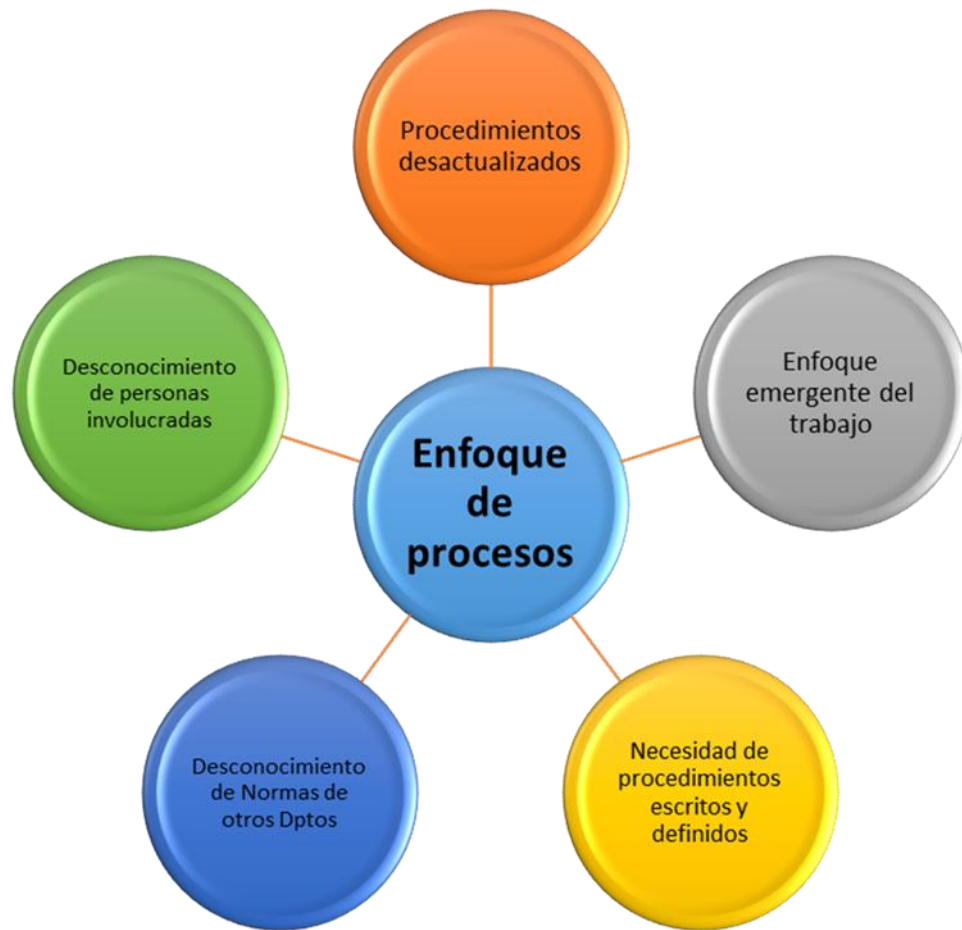 Procedimientos
desactualizados
Enfoque
emergente del
trabajo
Necesidad de
procedimientos
escritos y
definidos
Desconocimiento
de Normas de
otros Dptos
Desconocimiento
de personas
involucradas
Enfoque
de
procesos